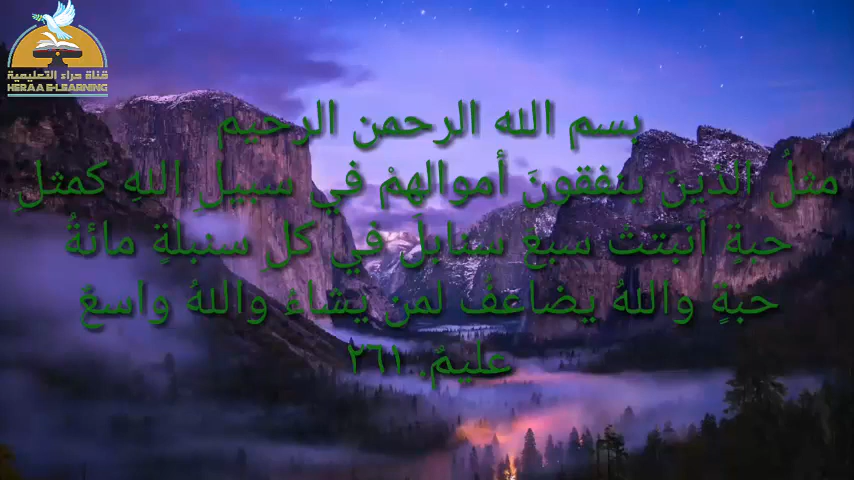 قناة حراء التعليمية
HERAA E-LEARNING
بسم الله الرحمن الرحيم
مثلُ الذينَ ينفقونَ أموالهمْ في سبيلِ اللهِ كمثلِ
حبةٍ أنبتتْ سبعَ سنابلَ في كلِ سنبلةٍ مائةُ
حبةٍ واللهُ يضاعفُ لمن يشاءُ واللهُ واسعٌ
عليمٌ. ٢٦١